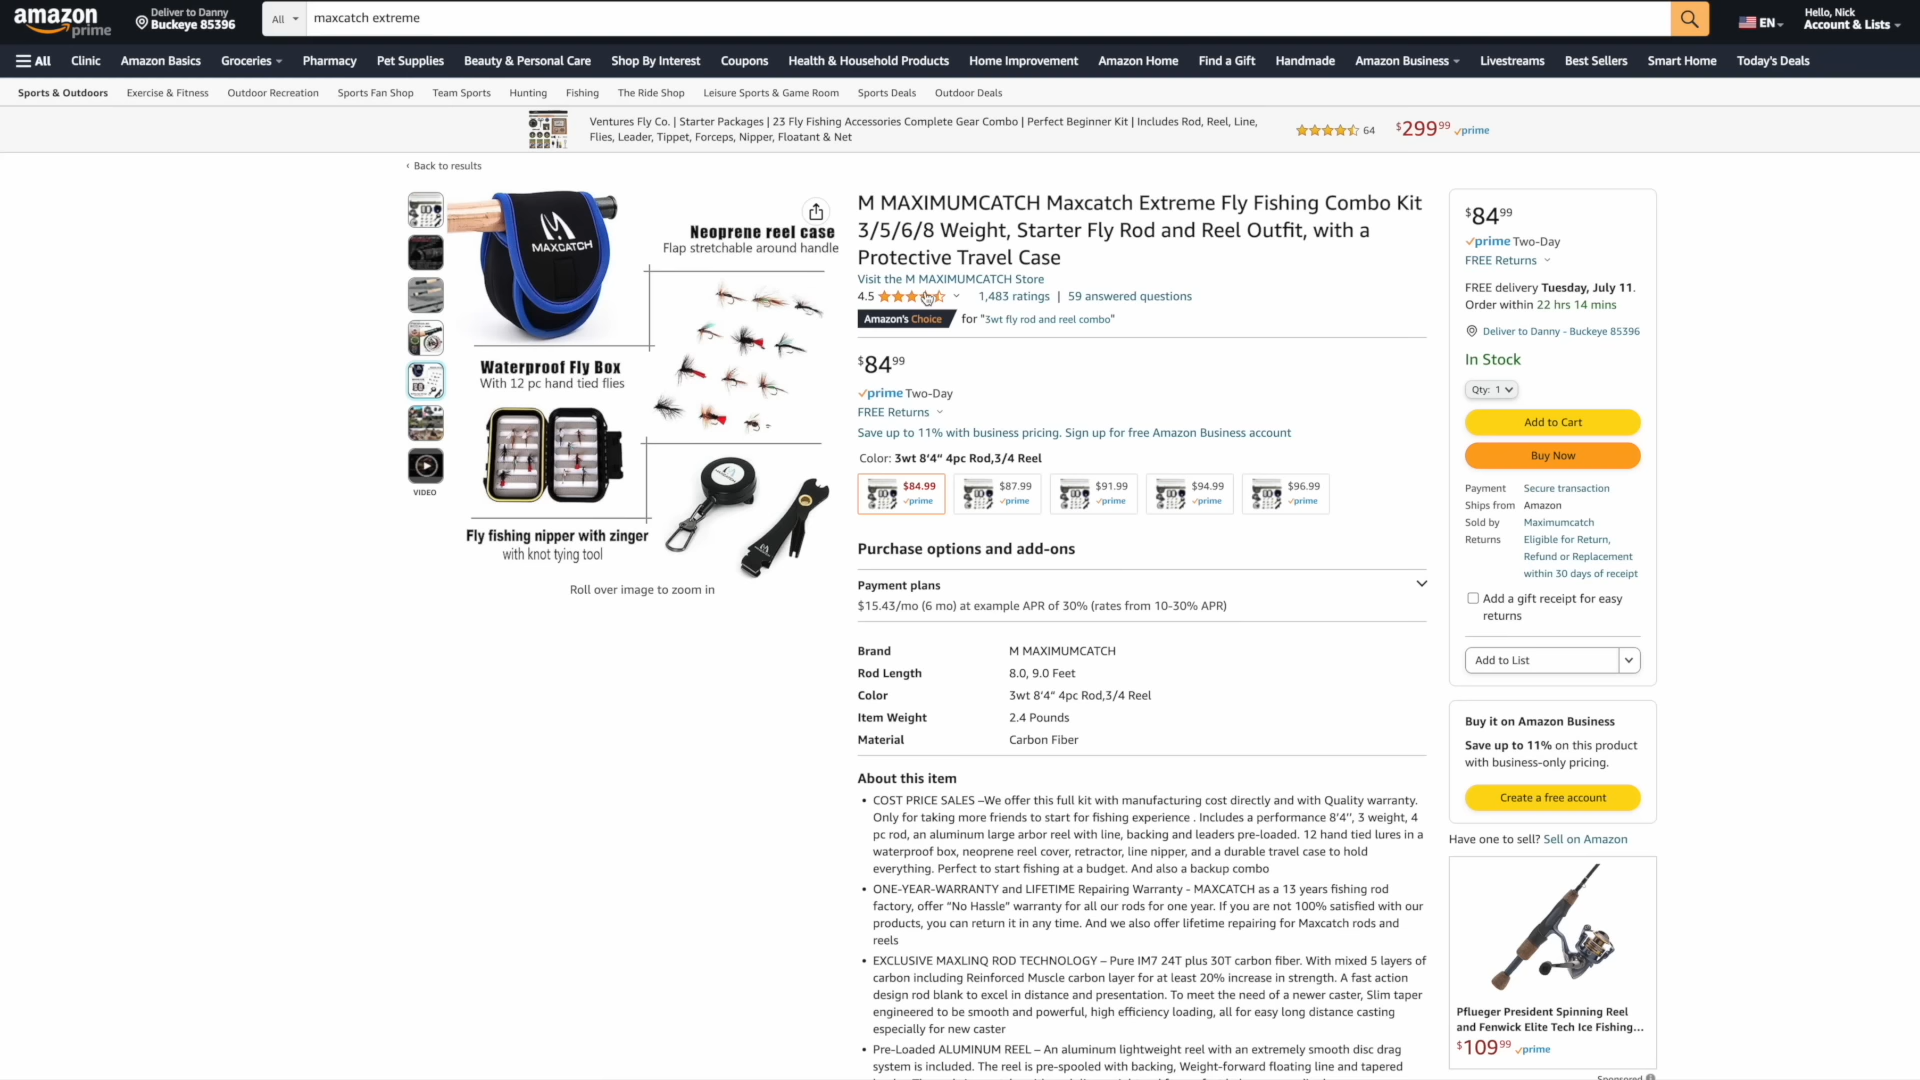 amazon
prime
Deliver to Danny
Buckeye 85396
All
maxcatch extreme
EN
Hello, Nick
Account & Lists
All
Clinic
Amazon Basics
Groceries
Pharmacy
Pet Supplies
Beauty & Personal Care
Shop By Interest
Coupons
Health & Household Products
Home Improvement
Amazon Home
Find a Gift
Handmade
Amazon Business
Livestreams
Best Sellers
Smart Home
Today's Deals
Sports & Outdoors
Exercise & Fitness
Outdoor Recreation
Sports Fan Shop
Team Sports
Hunting
Fishing
The Ride Shop
Leisure Sports & Game Room
Sports Deals
Outdoor Deals
Ventures Fly Co. | Starter Packages | 23 Fly Fishing Accessories Complete Gear Combo | Perfect Beginner Kit | Includes Rod, Reel, Line,
Flies, Leader, Tippet, Forceps, Nipper, Floatant & Net
64
$299.99 prime
‹ Back to results
VIDEO
MAXCATCH
Neoprene reel case
Flap stretchable around handle
Waterproof Fly Box
With 12 pc hand tied flies
Fly fishing nipper with zinger
with knot tying tool
Roll over image to zoom in
M MAXIMUMCATCH Maxcatch Extreme Fly Fishing Combo Kit
3/5/6/8 Weight, Starter Fly Rod and Reel Outfit, with a
Protective Travel Case
Visit the M MAXIMUMCATCH Store
4.5 1,483 ratings | 59 answered questions
Amazon's Choice for "3wt fly rod and reel combo"
$84 99
prime Two-Day
FREE Returns
Save up to 11% with business pricing. Sign up for free Amazon Business account
Color: 3wt 8'4" 4pc Rod,3/4 Reel
$84.99
prime
$87.99
prime
$91.99
prime
$94.99
prime
$96.99
prime
Purchase options and add-ons
Payment plans
$15.43/mo (6 mo) at example APR of 30% (rates from 10-30% APR)
Brand M MAXIMUMCATCH
Rod Length 8.0, 9.0 Feet
Color 3wt 8'4" 4pc Rod,3/4 Reel
Item Weight 2.4 Pounds
Material Carbon Fiber
About this item
• COST PRICE SALES –We offer this full kit with manufacturing cost directly and with Quality warranty.
Only for taking more friends to start for fishing experience . Includes a performance 8'4'', 3 weight, 4
pc rod, an aluminum large arbor reel with line, backing and leaders pre-loaded. 12 hand tied lures in a
waterproof box, neoprene reel cover, retractor, line nipper, and a durable travel case to hold
everything. Perfect to start fishing at a budget. And also a backup combo
• ONE-YEAR-WARRANTY and LIFETIME Repairing Warranty - MAXCATCH as a 13 years fishing rod
factory, offer "No Hassle" warranty for all our rods for one year. If you are not 100% satisfied with our
products, you can return it in any time. And we also offer lifetime repairing for Maxcatch rods and
reels
• EXCLUSIVE MAXLINQ ROD TECHNOLOGY – Pure IM7 24T plus 30T carbon fiber. With mixed 5 layers of
carbon including Reinforced Muscle carbon layer for at least 20% increase in strength. A fast action
design rod blank to excel in distance and presentation. To meet the need of a newer caster, Slim taper
engineered to be smooth and powerful, high efficiency loading, all for easy long distance casting
especially for new caster
• Pre-Loaded ALUMINUM REEL – An aluminum lightweight reel with an extremely smooth disc drag
system is included. The reel is pre-spooled with backing, Weight-forward floating line and tapered
$84 99
prime Two-Day
FREE Returns
FREE delivery Tuesday, July 11.
Order within 22 hrs 14 mins
Deliver to Danny - Buckeye 85396
In Stock
Qty: 1
Add to Cart
Buy Now
Payment Secure transaction
Ships from Amazon
Sold by Maximumcatch
Returns Eligible for Return,
Refund or Replacement
within 30 days of receipt
Add a gift receipt for easy
returns
Add to List
Buy it on Amazon Business
Save up to 11% on this product
with business-only pricing.
Create a free account
Have one to sell? Sell on Amazon
Pflueger President Spinning Reel
and Fenwick Elite Tech Ice Fishing...
$109 99 prime
Sponsored